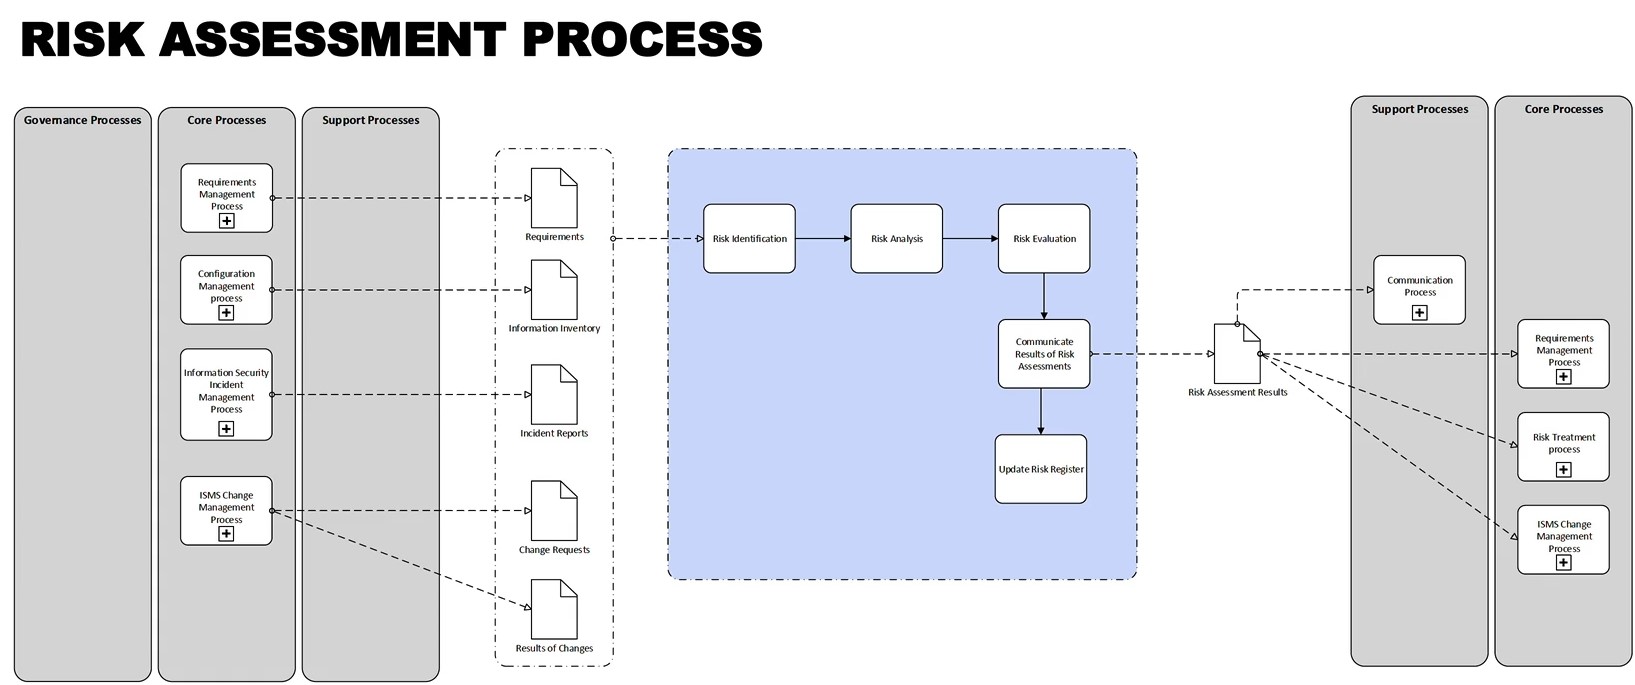 RISK ASSESSMENT PROCESS
Governance Processes
Core Processes
Support Processes
Requirements
Management
Process
Configuration
Management
process
Information Security
Incident
Management
Process
ISMS Change
Management
Process
Requirements
Information Inventory
Incident Reports
Change Requests
Results of Changes
Risk Identification
Risk Analysis
Risk Evaluation
Communicate
Results of Risk
Assessments
Update Risk Register
Risk Assessment Results
Support Processes
Core Processes
Communication
Process
Requirements
Management
Process
Risk Treatment
process
ISMS Change
Management
Process